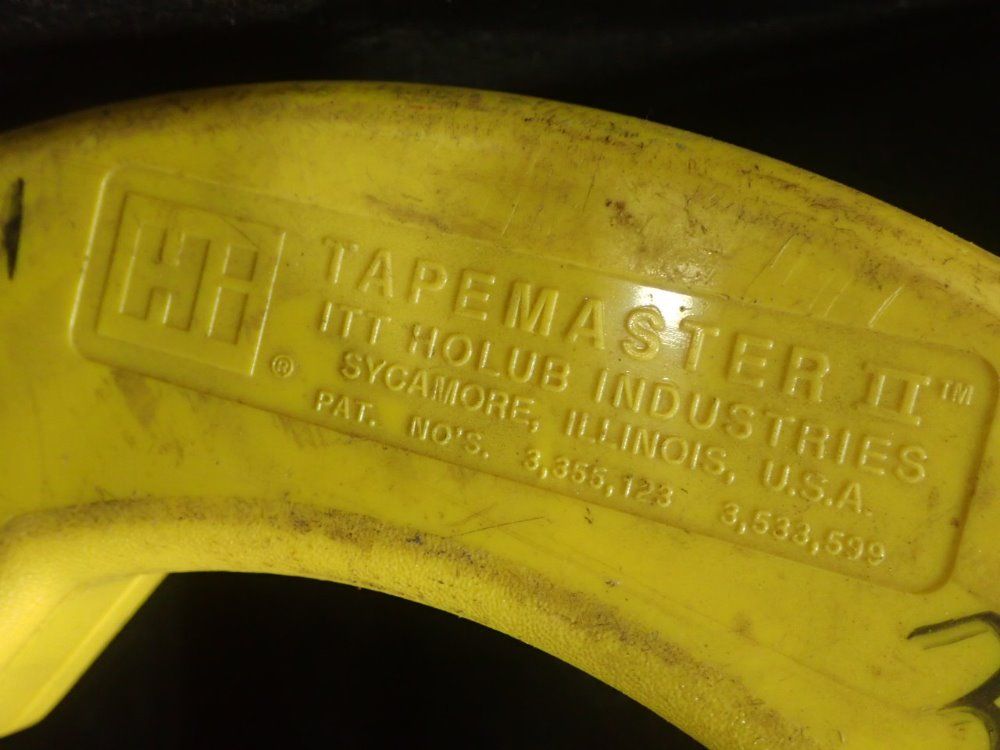 HI
TAPEMASTER II™
ITT HOLUB INDUSTRIES
®
SYCAMORE, ILLINOIS, U.S.A.
PAT. NO'S. 3,355,123 3,533,599